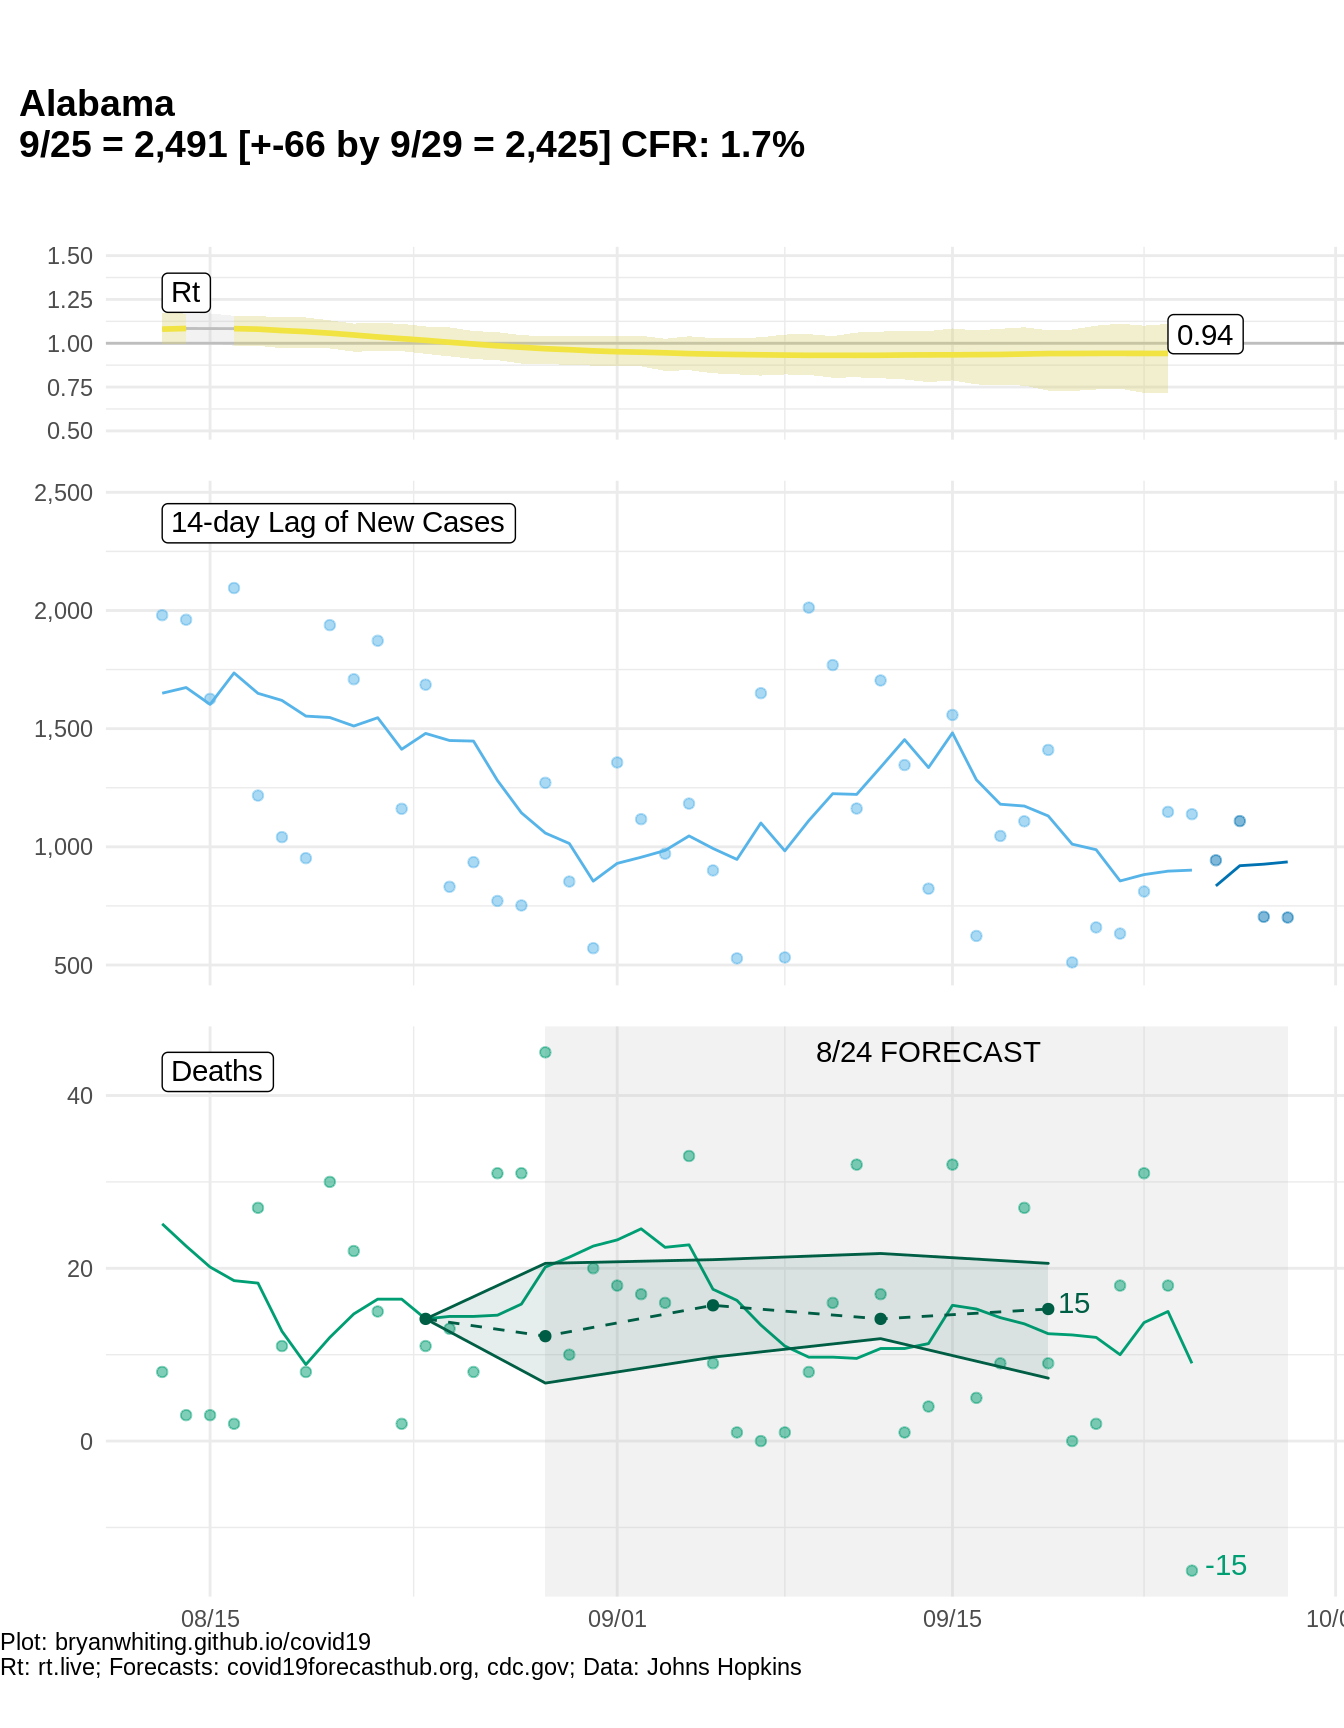 Alabama
9/25 = 2,491 [+-66 by 9/29 = 2,425] CFR: 1.7%
1.50
1.25
1.00
0.75
0.50
Rt
0.94
2,500
2,000
1,500
1,000
500
14-day Lag of New Cases
40
20
0
Deaths
8/24 FORECAST
15
-15
08/15
09/01
09/15
10/0
Plot: bryanwhiting.github.io/covid19
Rt: rt.live; Forecasts: covid19forecasthub.org, cdc.gov; Data: Johns Hopkins